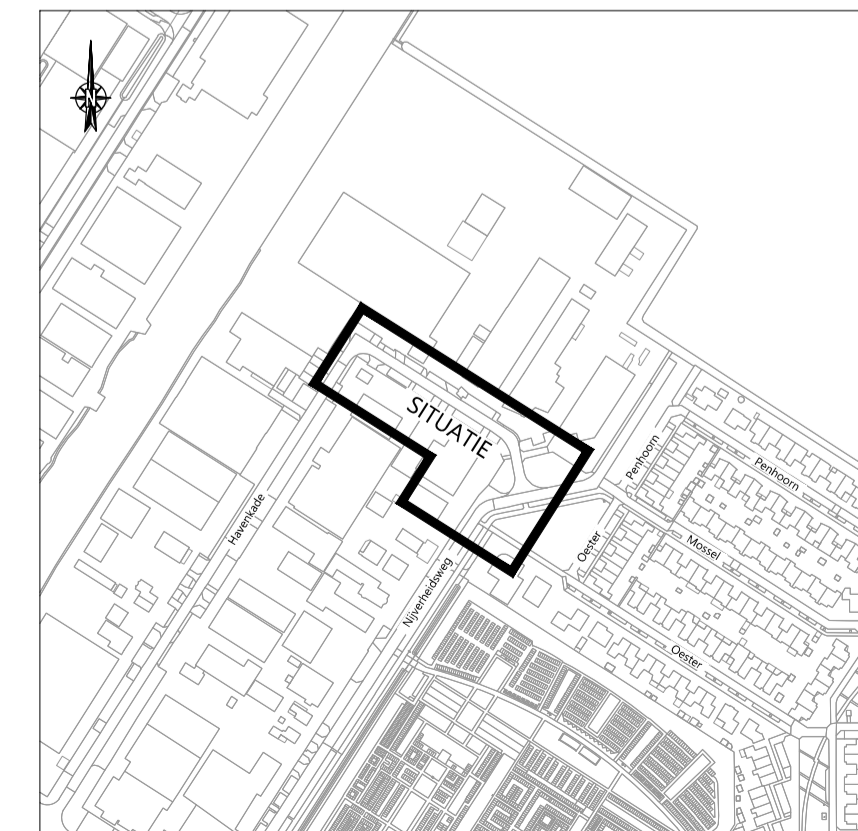 N
SITUATIE
Penhoorn
Penhoorn
Havenkade
Oester
Mossel
Nijverheidsweg
Oester